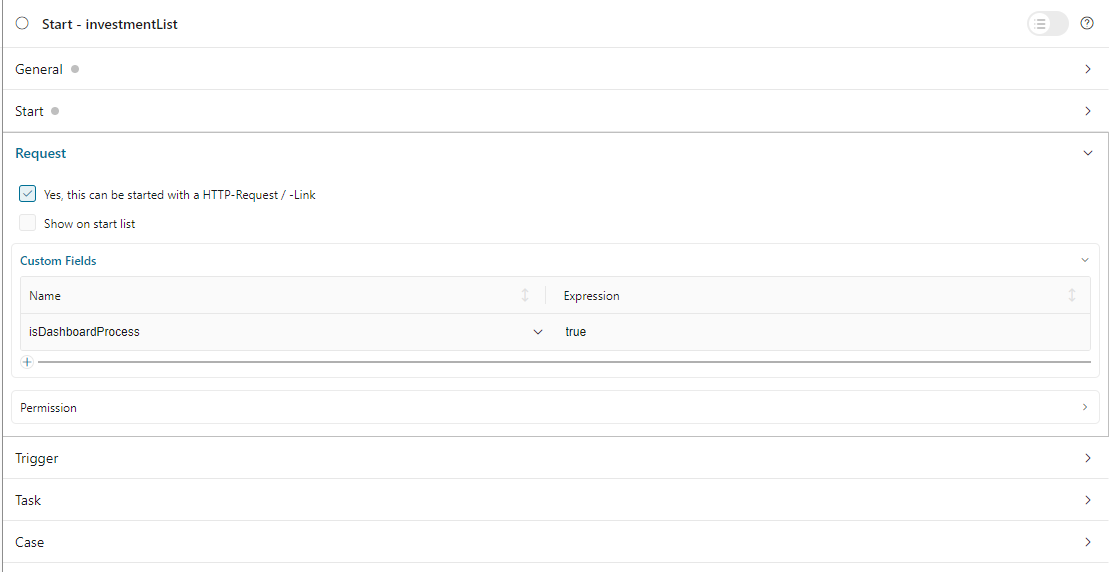 Start - investmentList
General
Start
Request
Yes, this can be started with a HTTP-Request / -Link
Show on start list
Custom Fields
Name Expression
isDashboardProcess true
Permission
Trigger
Task
Case